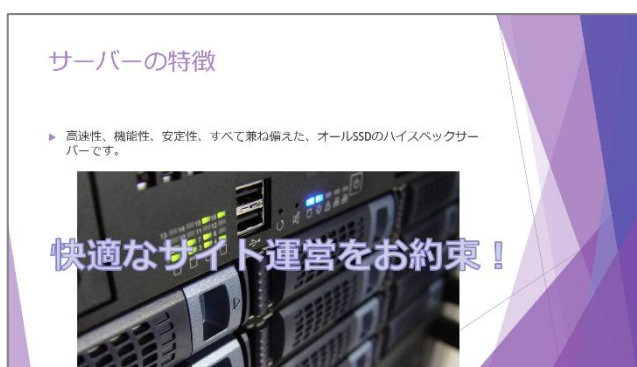 サーバーの特徴
高速性、機能性、安定性、すべて兼ね備えた、オールSSDのハイスペックサー
バーです。
快適なサイト運営をお約束！